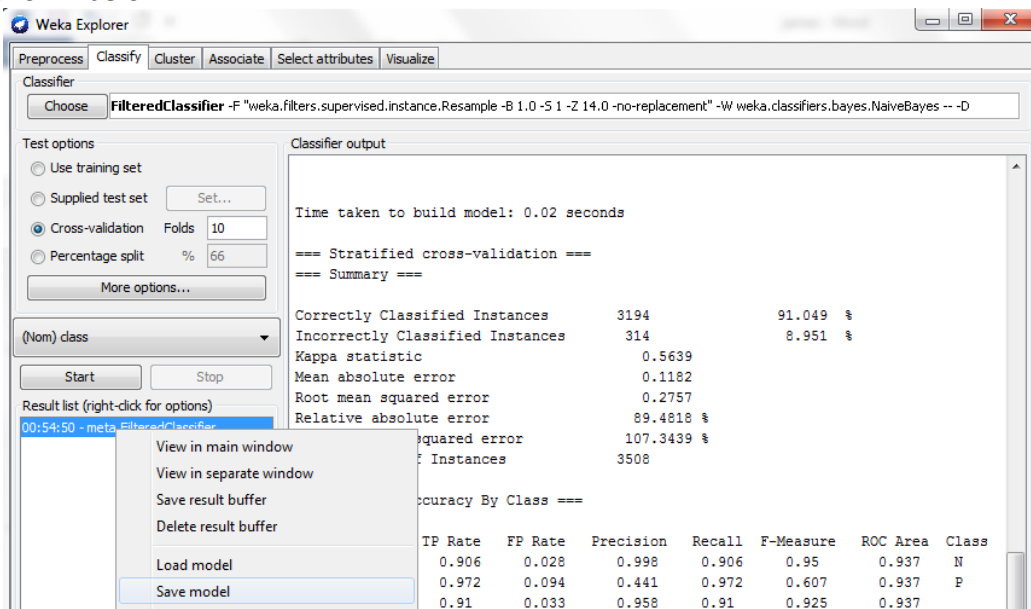 Weka Explorer
Preprocess Classify Cluster Associate Select attributes Visualize
Classifier
Choose FilteredClassifier -F "weka.filters.supervised.instance.Resample -B 1.0 -S 1 -Z 14.0 -no-replacement" -W weka.classifiers.bayes.NaiveBayes -- -D
Test options
Use training set
Supplied test set Set...
Cross-validation Folds 10
Percentage split % 66
More options...
(Nom) class
Start Stop
Result list (right-click for options)
00:54:50 - meta.FilteredClassifier
View in main window
View in separate window
Save result buffer
Delete result buffer
Load model
Save model
Classifier output
Time taken to build model: 0.02 seconds
=== Stratified cross-validation ===
=== Summary ===
Correctly Classified Instances 3194 91.049 %
Incorrectly Classified Instances 314 8.951 %
Kappa statistic 0.5639
Mean absolute error 0.1182
Root mean squared error 0.2757
Relative absolute error 89.4818 %
squared error 107.3439 %
Instances 3508
ccuracy By Class ===
TP Rate FP Rate Precision Recall F-Measure ROC Area Class
0.906 0.028 0.998 0.906 0.95 0.937 N
0.972 0.094 0.441 0.972 0.607 0.937 P
0.91 0.033 0.958 0.91 0.925 0.937